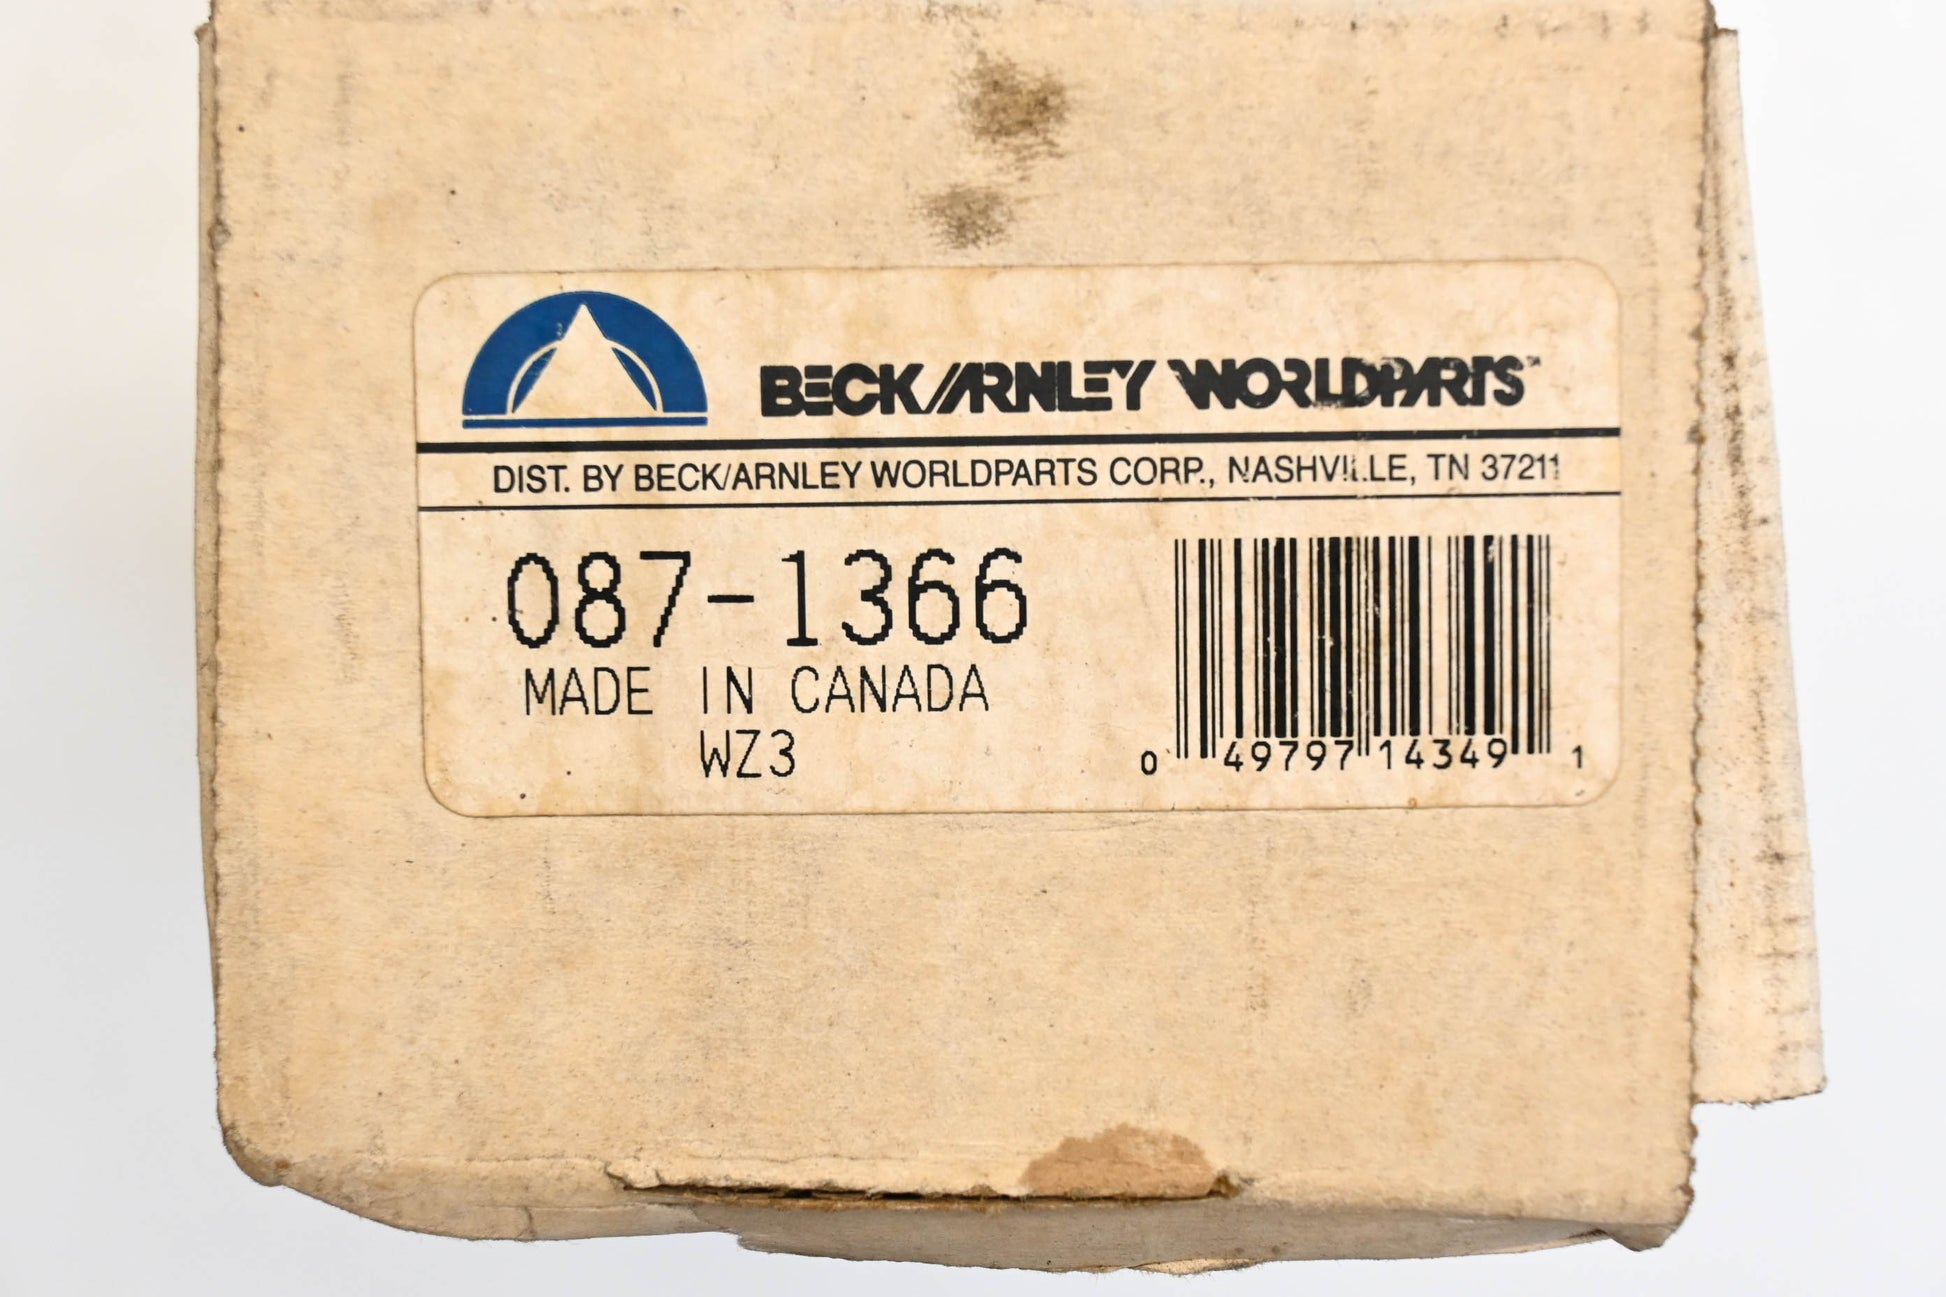 BECK/ARNLEY WORLDPARTS™
DIST. BY BECK/ARNLEY WORLDPARTS CORP., NASHVILLE, TN 37211
087-1366
MADE IN CANADA
WZ3
0 49797 14349 1